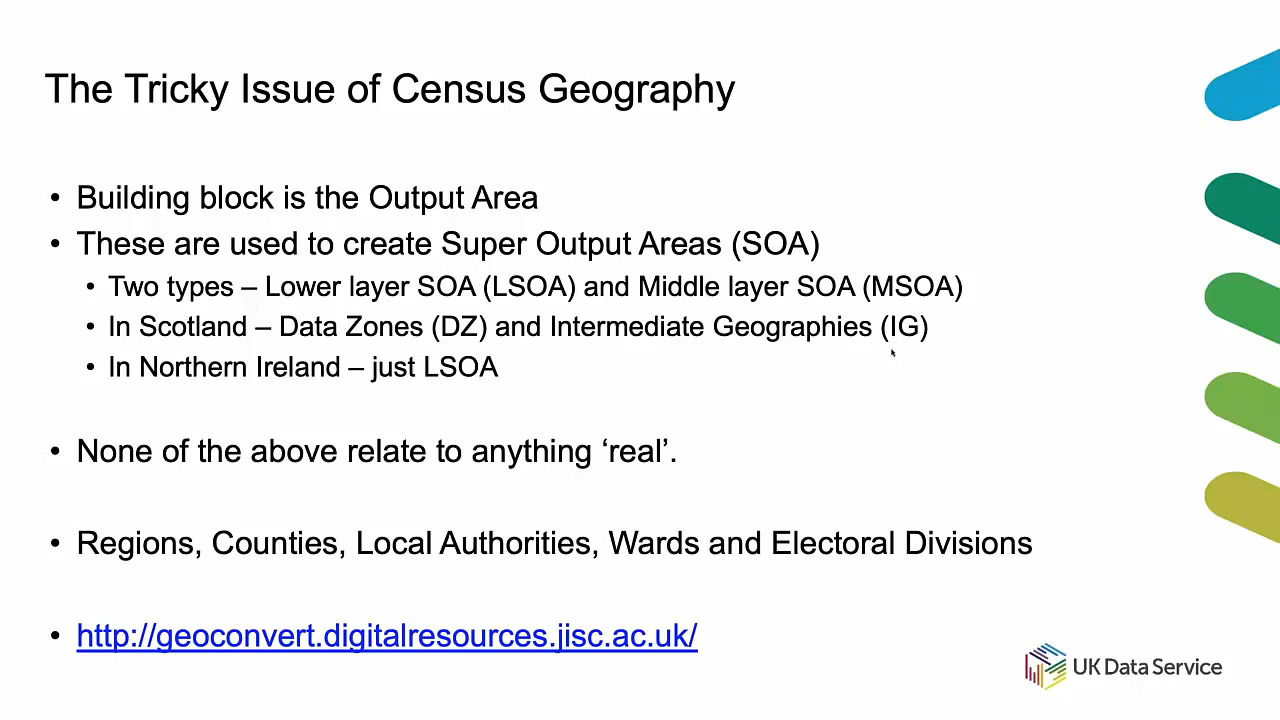 The Tricky Issue of Census Geography
• Building block is the Output Area
• These are used to create Super Output Areas (SOA)
• Two types – Lower layer SOA (LSOA) and Middle layer SOA (MSOA)
• In Scotland – Data Zones (DZ) and Intermediate Geographies (IG)
• In Northern Ireland – just LSOA
• None of the above relate to anything ‘real’.
• Regions, Counties, Local Authorities, Wards and Electoral Divisions
• http://geoconvert.digitalresources.jisc.ac.uk/
UK Data Service